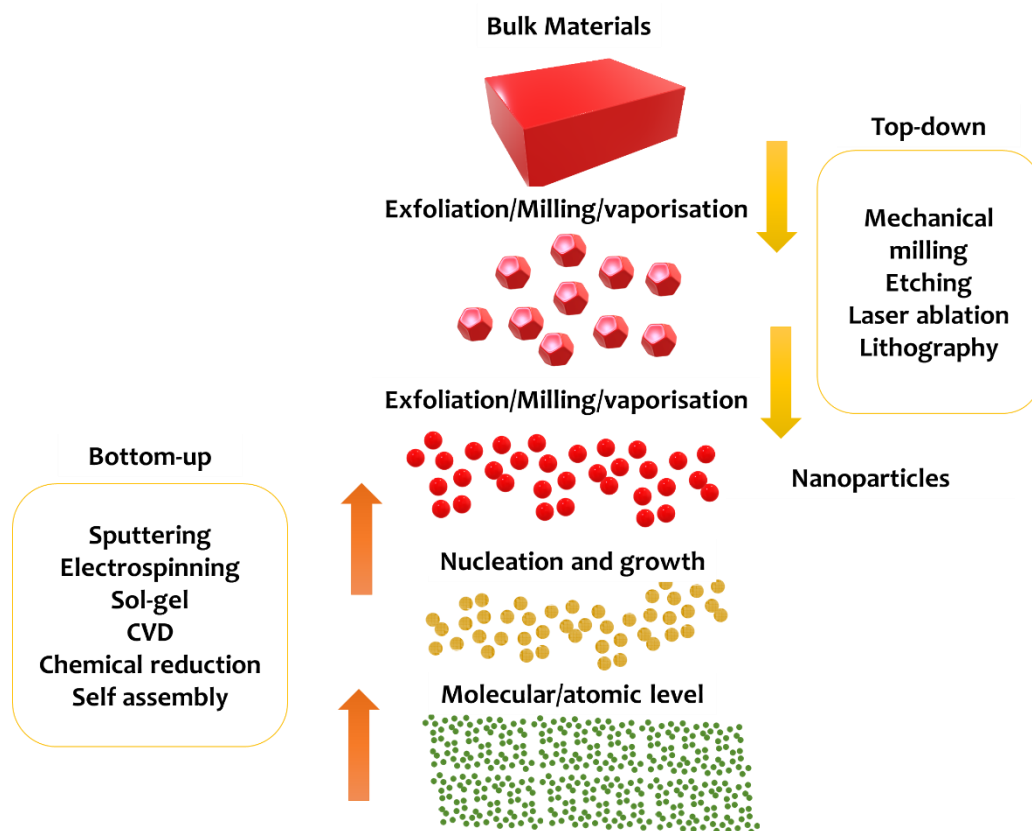 Bulk Materials
Top-down
Mechanical
milling
Etching
Laser ablation
Lithography
Exfoliation/Milling/vaporisation
Exfoliation/Milling/vaporisation
Nanoparticles
Bottom-up
Sputtering
Electrospinning
Sol-gel
CVD
Chemical reduction
Self assembly
Nucleation and growth
Molecular/atomic level